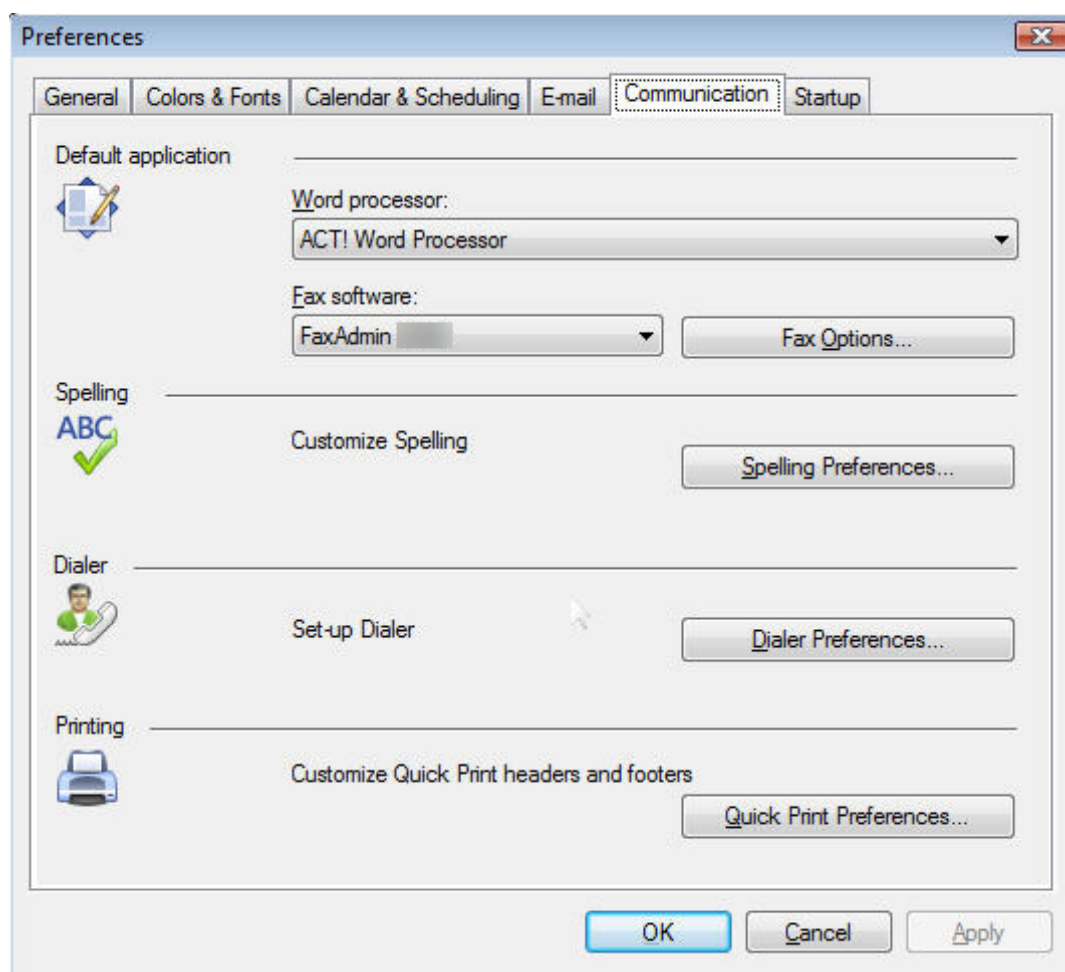 Preferences
General Colors & Fonts Calendar & Scheduling E-mail Communication Startup
Default application
Word processor:
ACT! Word Processor
Fax software:
FaxAdmin
Fax Options...
Spelling
ABC
Customize Spelling
Spelling Preferences...
Dialer
Set-up Dialer
Dialer Preferences...
Printing
Customize Quick Print headers and footers
Quick Print Preferences...
OK Cancel Apply